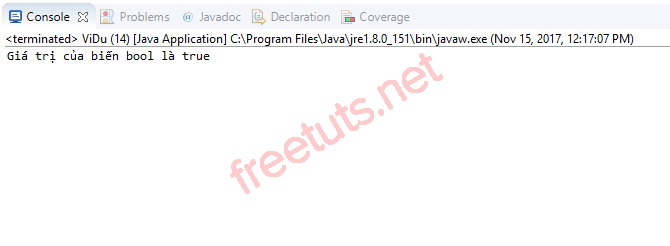 Console Problems @ Javadoc Declaration Coverage
<terminated> ViDu (14) [Java Application] C:\Program Files\Java\jre1.8.0_151\bin\javaw.exe (Nov 15, 2017, 12:17:07 PM)
Giá trị của biến bool là true
freetuts.net